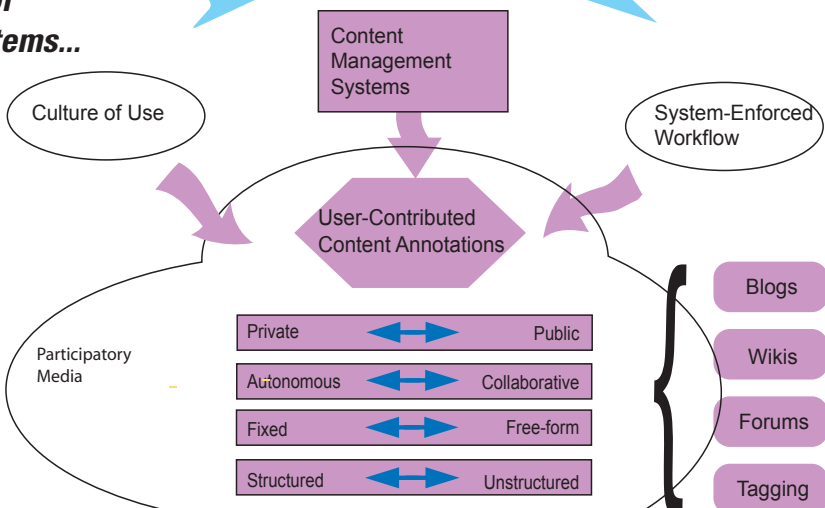 Culture of Use
Content
Management
Systems
System-Enforced
Workflow
User-Contributed
Content Annotations
Participatory
Media
Private Public
Autonomous Collaborative
Fixed Free-form
Structured Unstructured
Blogs
Wikis
Forums
Tagging